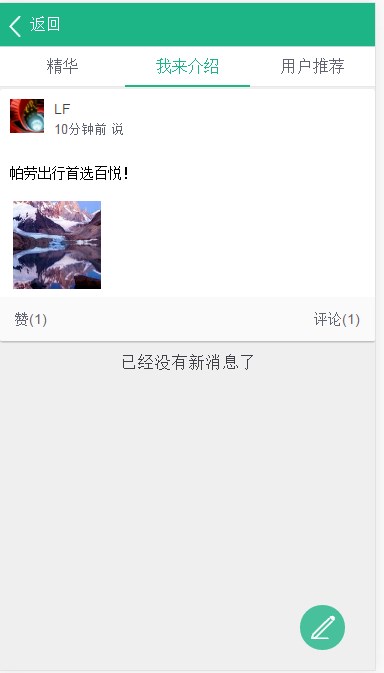 返回
精华 我来介绍 用户推荐
LF
10分钟前 说
帕劳出行首选百悦！
赞(1) 评论(1)
已经没有新消息了